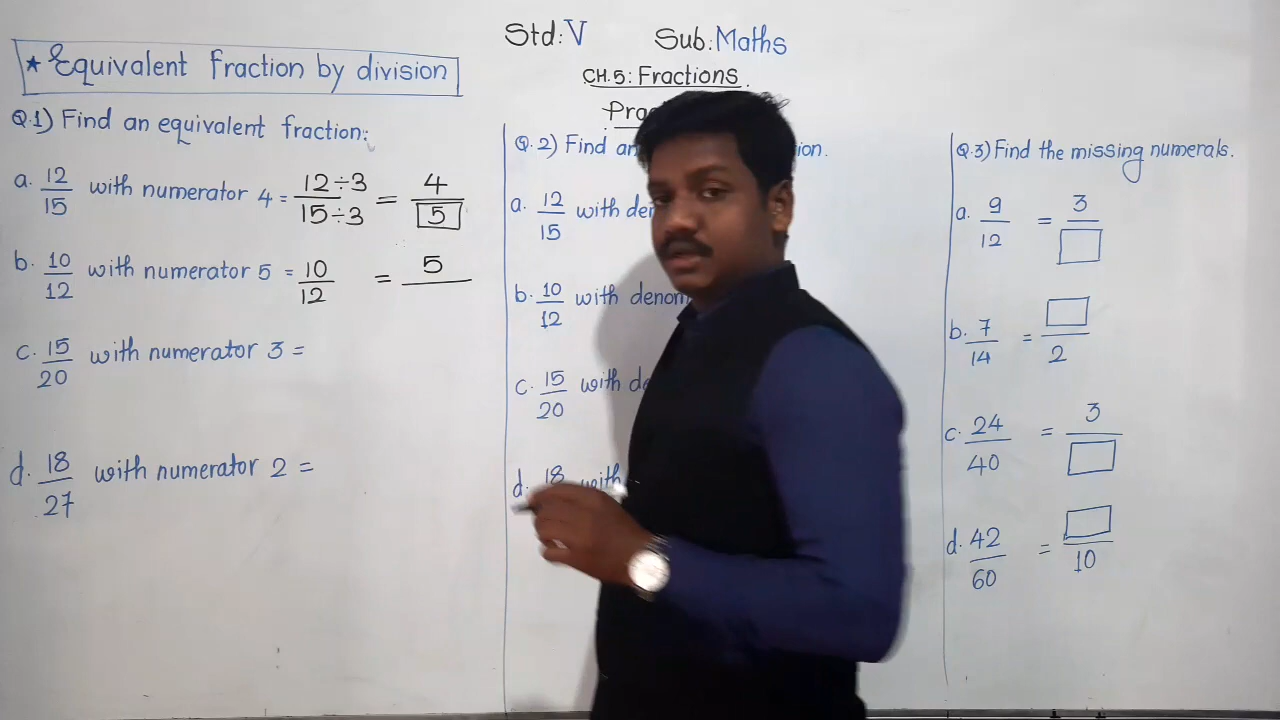 Std: V Sub: Maths
CH.5: Fractions.
★ Equivalent fraction by division
Q.1) Find an equivalent fraction:
a. 12/15 with numerator 4 = 12÷3/15÷3 = 4/5
b. 10/12 with numerator 5 = 10/12 = 5/
c. 15/20 with numerator 3 =
d. 18/27 with numerator 2 =
Q.2) Find an
a. 12/15 with
b. 10/12 with
c. 15/20 with
d. 18 with
Q.3) Find the missing numerals.
a. 9/12 = 3/☐
b. 7/14 = ☐/2
c. 24/40 = 3/☐
d. 42/60 = ☐/10